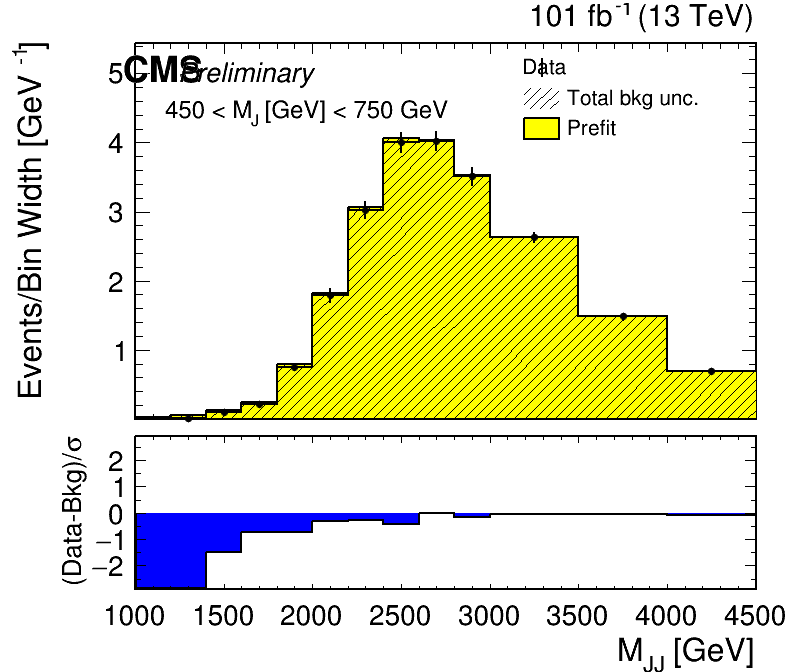 101 fb⁻¹ (13 TeV)
CMS Preliminary
450 < M_J [GeV] < 750 GeV
Data
Total bkg unc.
Prefit
Events/Bin Width [GeV⁻¹]
5
4
3
2
1
(Data-Bkg)/σ
2
1
0
−1
−2
1000 1500 2000 2500 3000 3500 4000 4500
M_JJ [GeV]